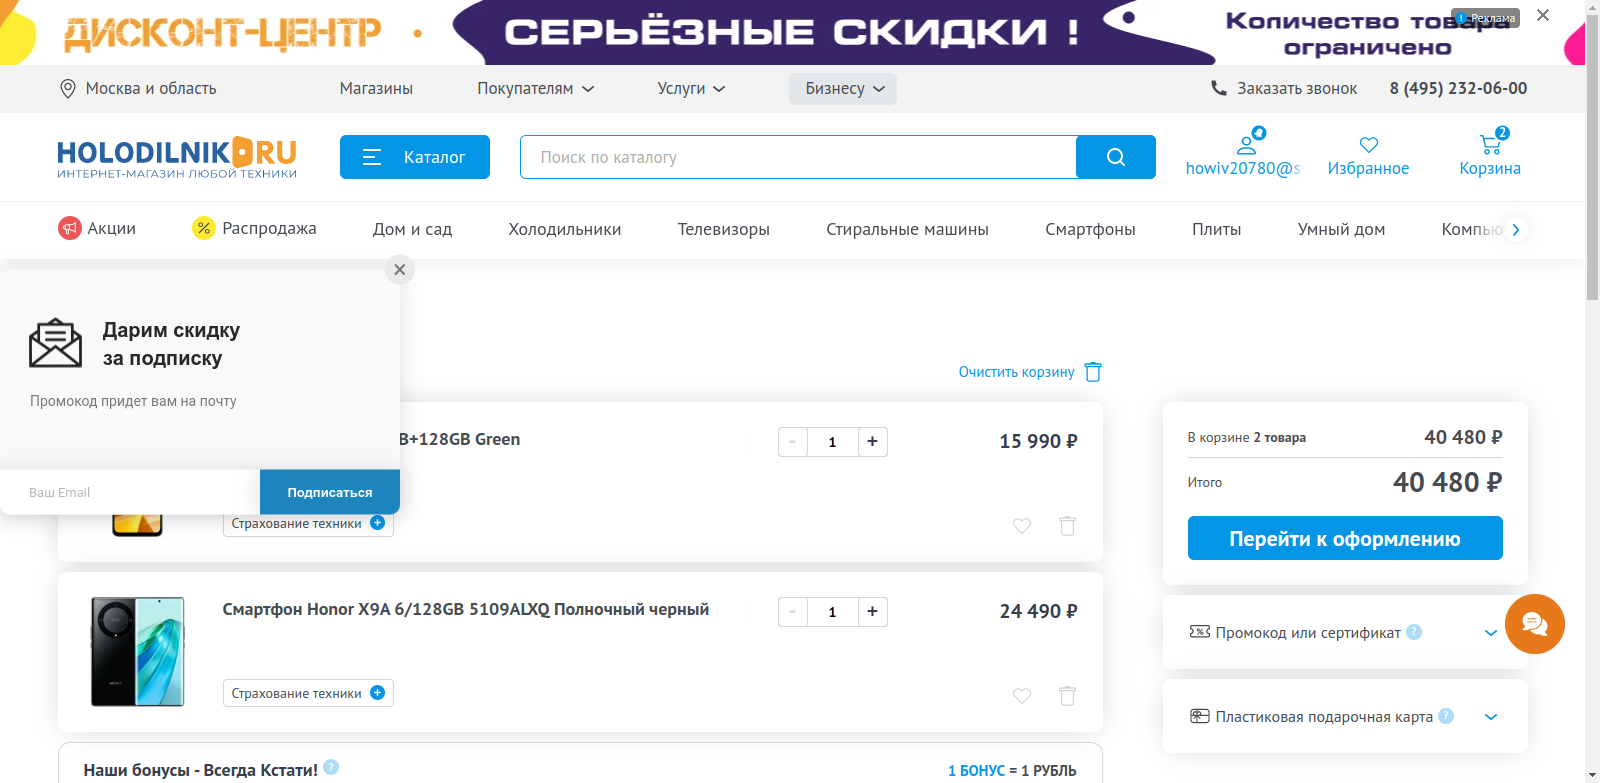 ДИСКОНТ-ЦЕНТР
СЕРЬЁЗНЫЕ СКИДКИ !
Количество товара
ограничено
Реклама
Москва и область
Магазины
Покупателям
Услуги
Бизнесу
Заказать звонок
8 (495) 232-06-00
HOLODILNIK.RU
ИНТЕРНЕТ-МАГАЗИН ЛЮБОЙ ТЕХНИКИ
Каталог
Поиск по каталогу
howiv20780@s
Избранное
2
Корзина
Акции
Распродажа
Дом и сад
Холодильники
Телевизоры
Стиральные машины
Смартфоны
Плиты
Умный дом
Компью
Дарим скидку
за подписку
Промокод придет вам на почту
Ваш Email
Подписаться
Очистить корзину
B+128GB Green
- 1 +
15 990 ₽
Страхование техники
Смартфон Honor X9A 6/128GB 5109ALXQ Полночный черный
- 1 +
24 490 ₽
Страхование техники
Наши бонусы - Всегда Кстати! ?
1 БОНУС = 1 РУБЛЬ
В корзине 2 товара
40 480 ₽
Итого
40 480 ₽
Перейти к оформлению
Промокод или сертификат ?
Пластиковая подарочная карта ?